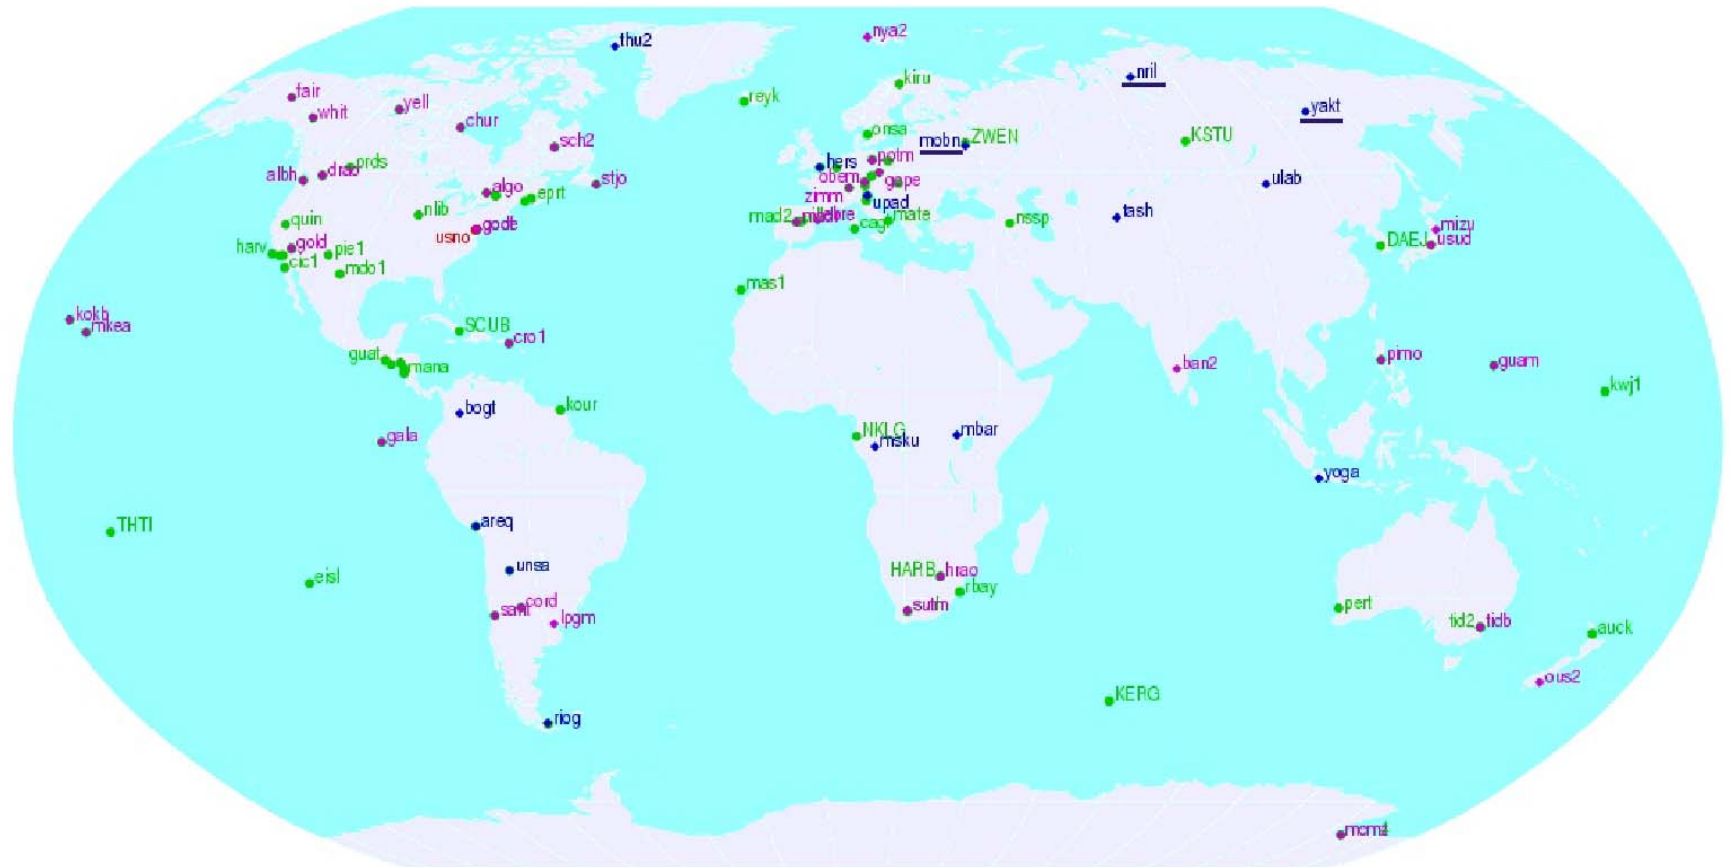 thu2
nya2
nril
kiru
fair
yell
reyk
yakt
whit
chur
onsa
mobn
ZWEN
KSTU
sch2
potm
prds
hers
albh
drao
obem
gope
ulab
stjo
algo
eprt
zimm
upad
nlib
tash
quin
mad2
mate
nssp
usno
gode
cagl
mizu
harv
gold
pie1
DAEJ
usud
cic1
mdo1
mas1
kokb
mkea
SCUB
cro1
guat
mana
ban2
pimo
guam
kwj1
bogt
kour
gala
NKLG
msku
mbar
yoga
THTI
areq
unsa
eisl
HARB
hrao
rbay
sant
cord
lpgm
sutm
pert
tid2
tidb
auck
ous2
KERG
riog